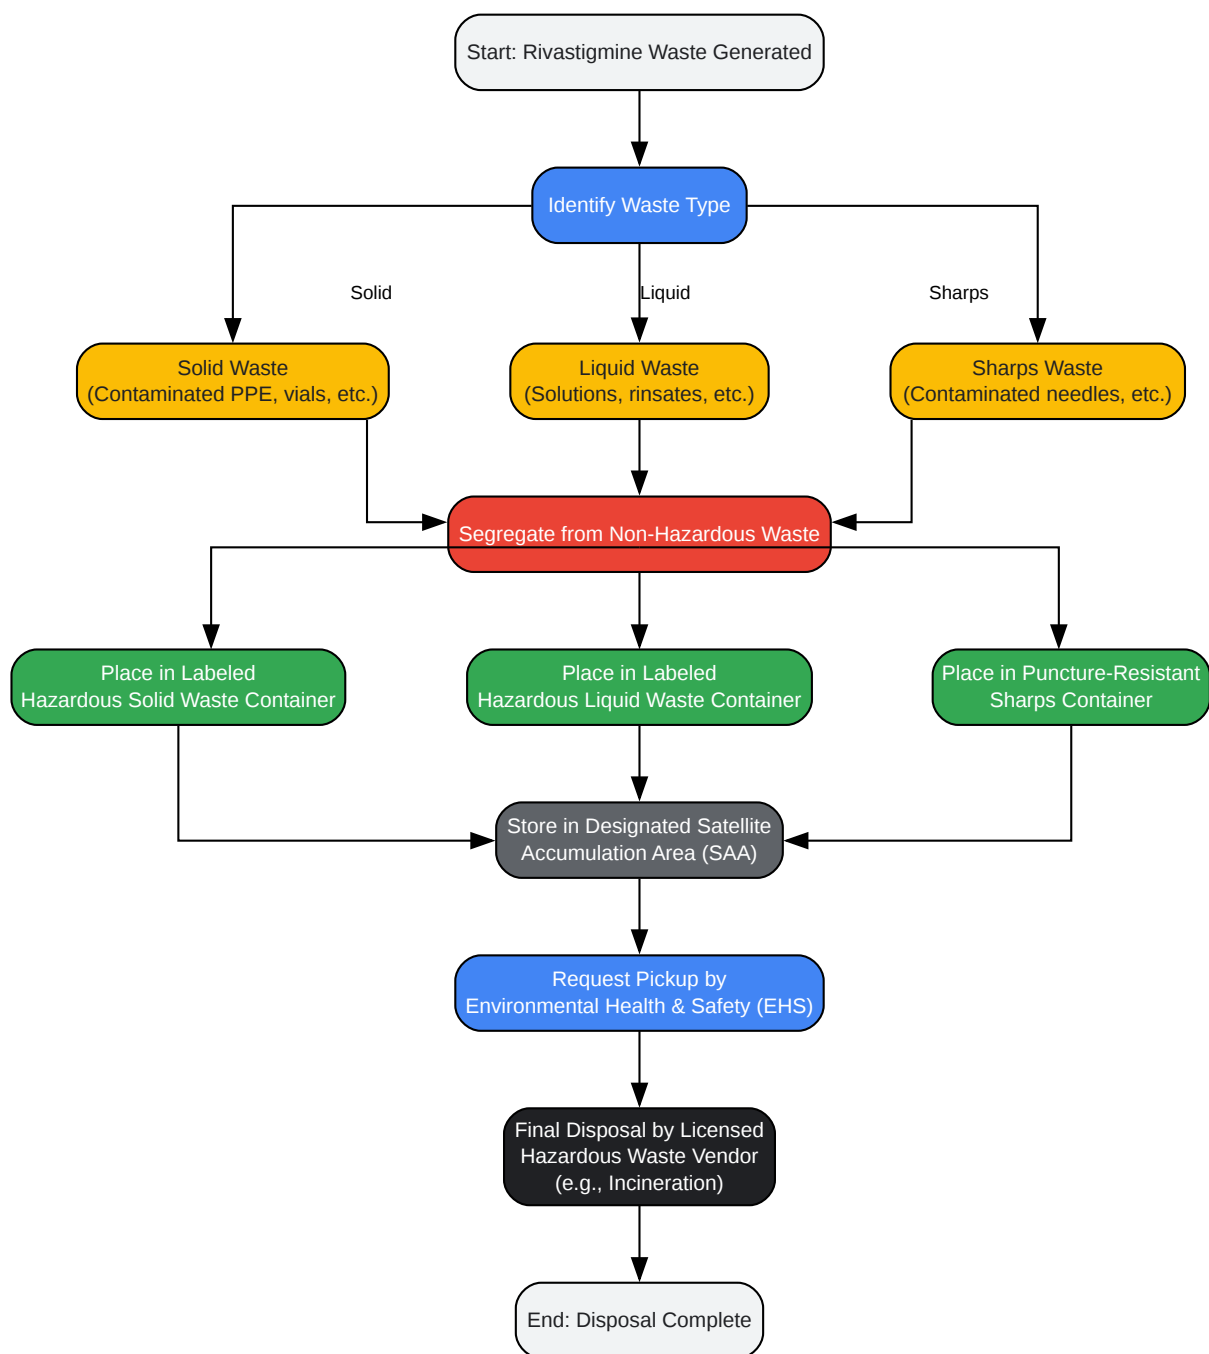 Start: Rivastigmine Waste Generated
Identify Waste Type
Solid
Liquid
Sharps
Solid Waste
(Contaminated PPE, vials, etc.)
Liquid Waste
(Solutions, rinsates, etc.)
Sharps Waste
(Contaminated needles, etc.)
Segregate from Non-Hazardous Waste
Place in Labeled
Hazardous Solid Waste Container
Place in Labeled
Hazardous Liquid Waste Container
Place in Puncture-Resistant
Sharps Container
Store in Designated Satellite
Accumulation Area (SAA)
Request Pickup by
Environmental Health & Safety (EHS)
Final Disposal by Licensed
Hazardous Waste Vendor
(e.g., Incineration)
End: Disposal Complete